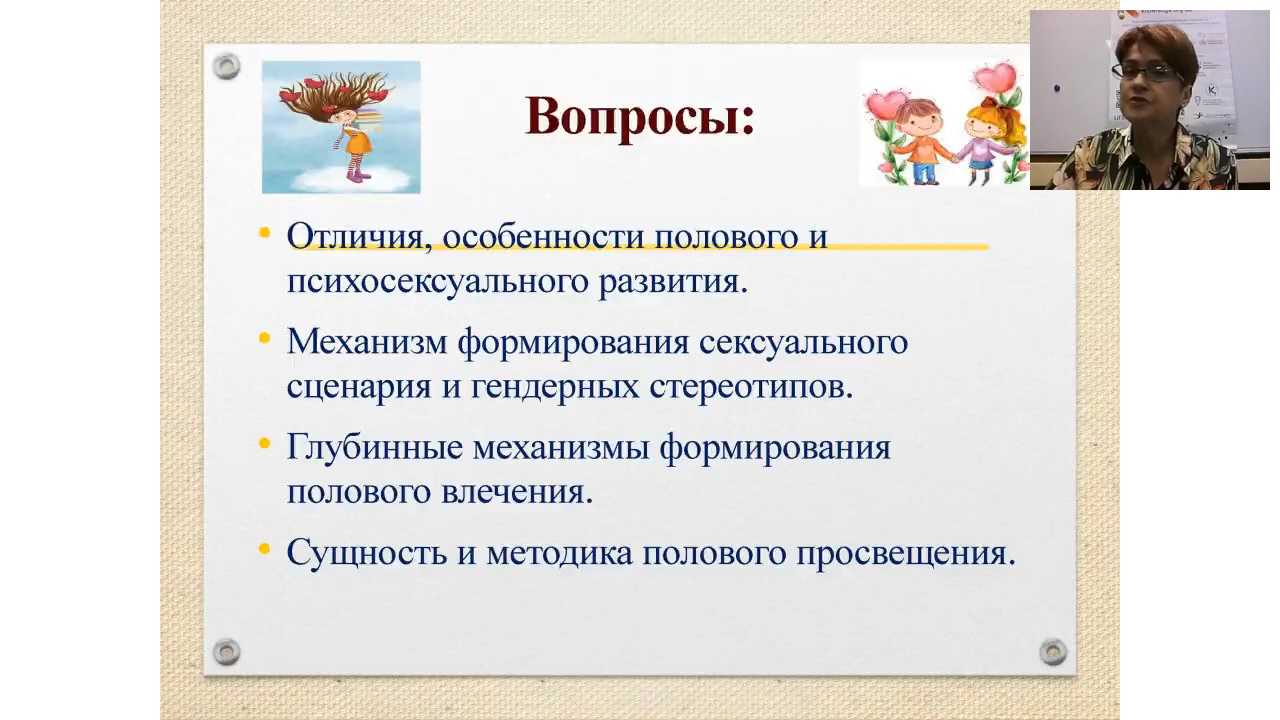 Вопросы:
Отличия, особенности полового и
психосексуального развития.
Механизм формирования сексуального
сценария и гендерных стереотипов.
Глубинные механизмы формирования
полового влечения.
Сущность и методика полового просвещения.